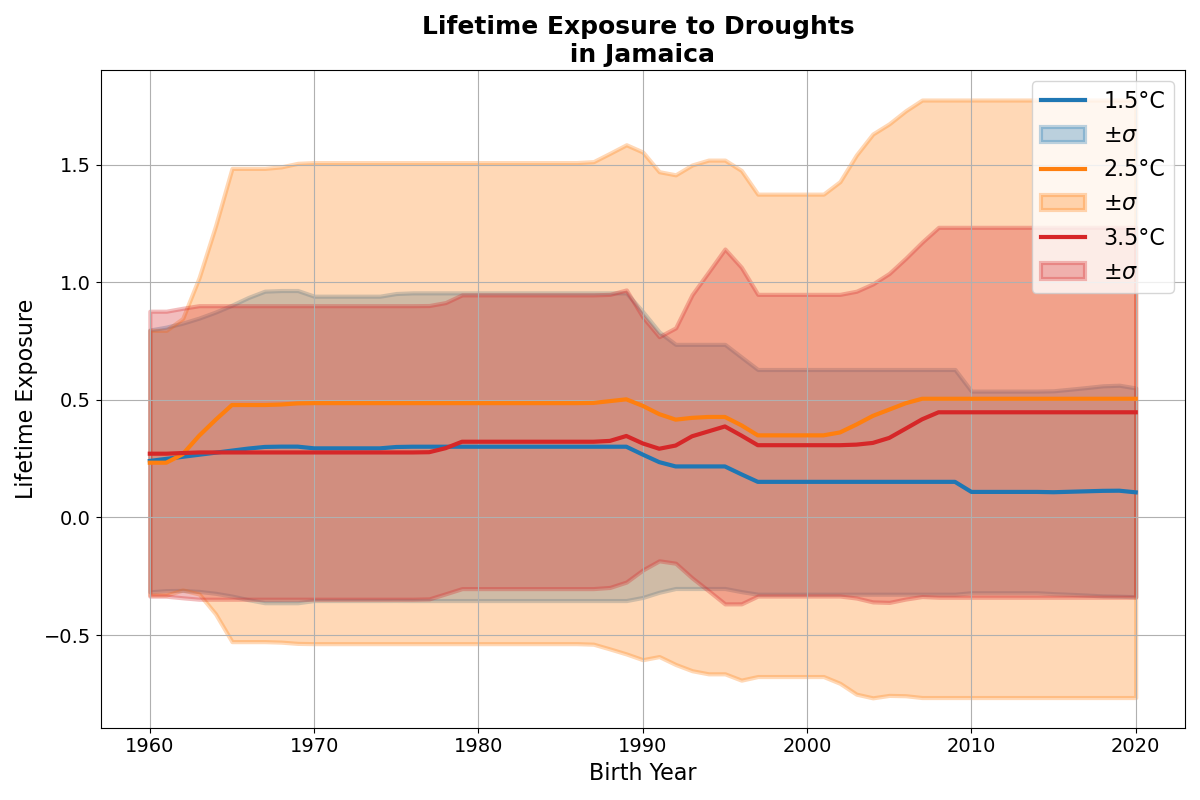 Lifetime Exposure to Droughts
in Jamaica
1.5°C
±σ
2.5°C
±σ
3.5°C
±σ
Lifetime Exposure
1.5
1.0
0.5
0.0
−0.5
1960 1970 1980 1990 2000 2010 2020
Birth Year